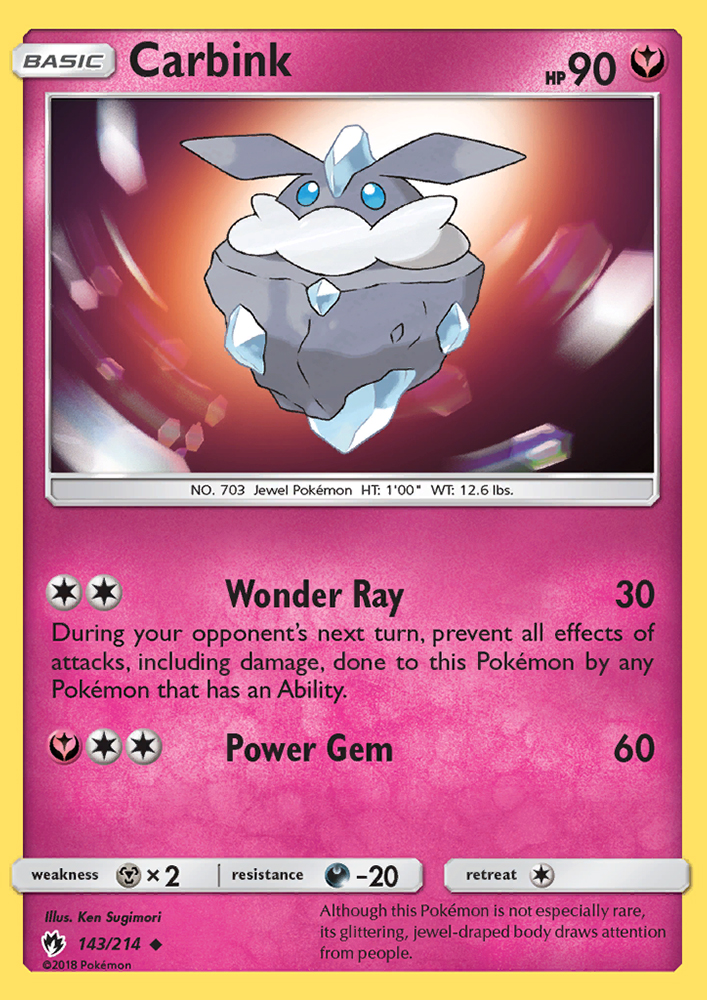 BASIC Carbink HP 90
NO. 703 Jewel Pokémon HT: 1'00" WT: 12.6 lbs.
Wonder Ray 30
During your opponent's next turn, prevent all effects of
attacks, including damage, done to this Pokémon by any
Pokémon that has an Ability.
Power Gem 60
weakness ×2 resistance -20 retreat
Illus. Ken Sugimori
143/214
©2018 Pokémon
Although this Pokémon is not especially rare,
its glittering, jewel-draped body draws attention
from people.